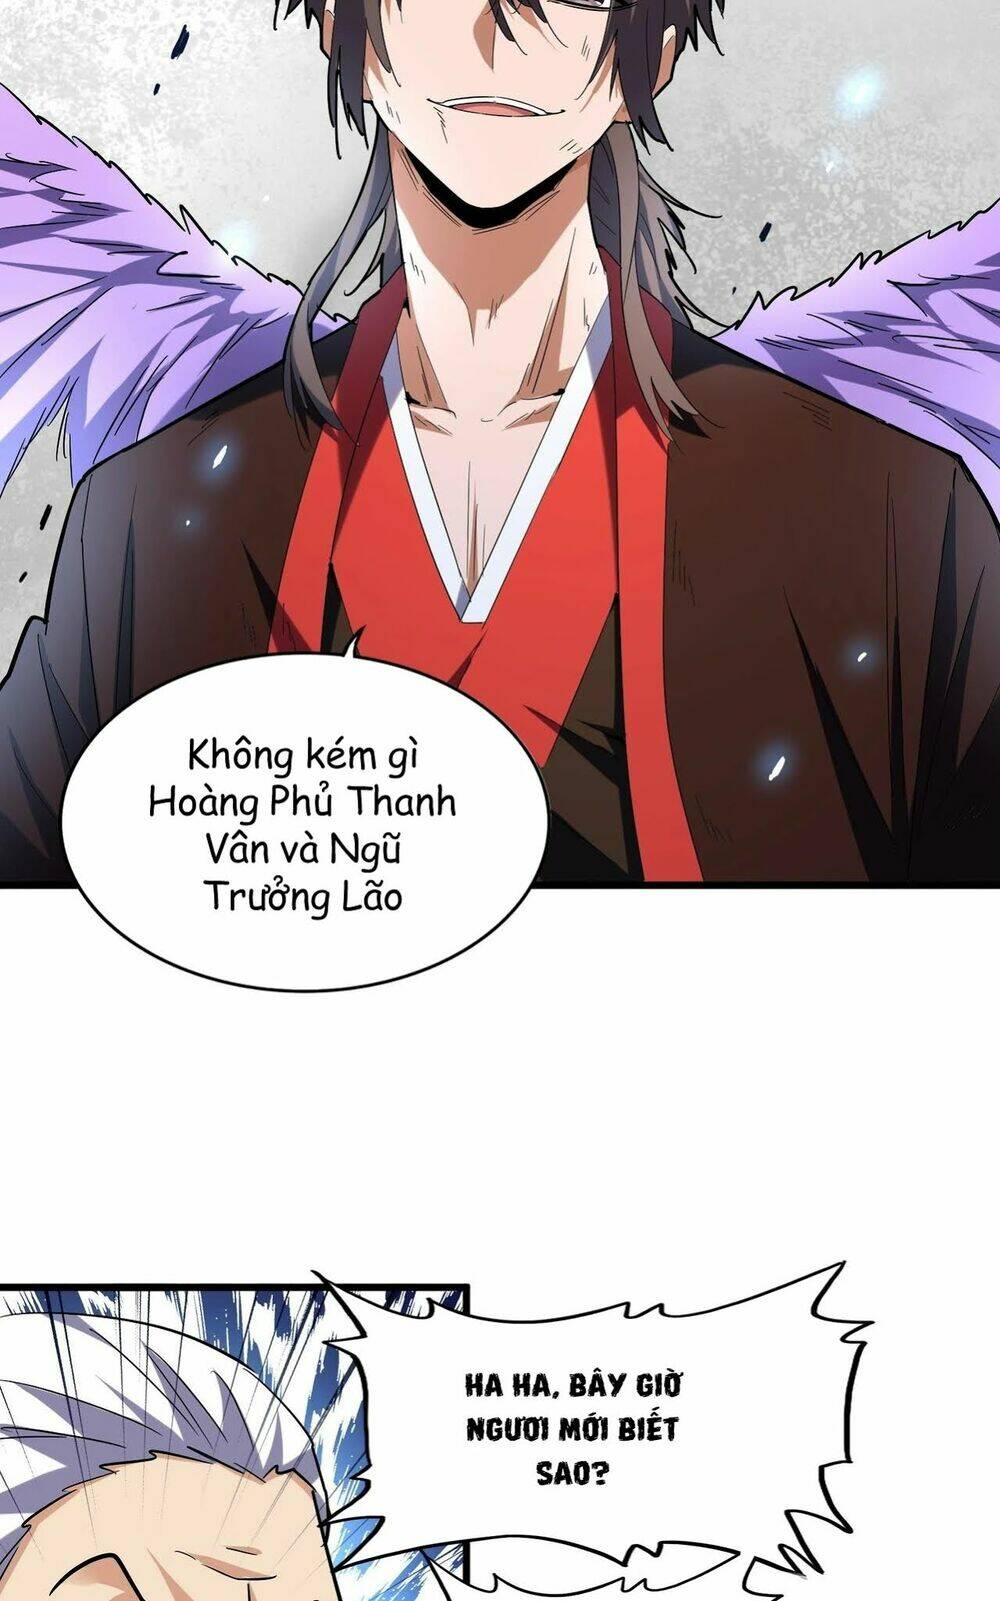 Không kém gì
Hoàng Phủ Thanh
Vân và Ngũ
Trưởng Lão
HA HA, BÂY GIỜ
NGƯƠI MỚI BIẾT
SAO?